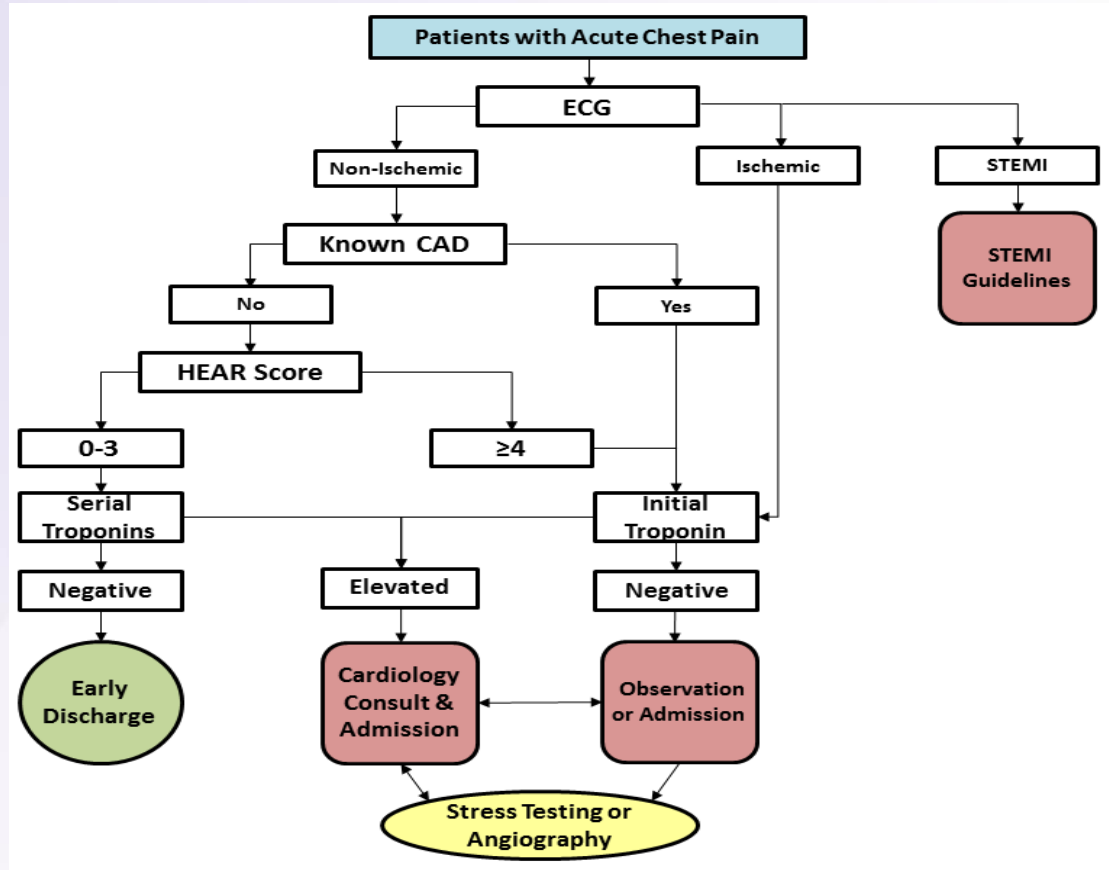 Patients with Acute Chest Pain
ECG
Non-Ischemic
Ischemic
STEMI
STEMI
Guidelines
Known CAD
No
Yes
HEAR Score
0-3
≥4
Serial
Troponins
Initial
Troponin
Negative
Elevated
Negative
Early
Discharge
Cardiology
Consult &
Admission
Observation
or Admission
Stress Testing or
Angiography